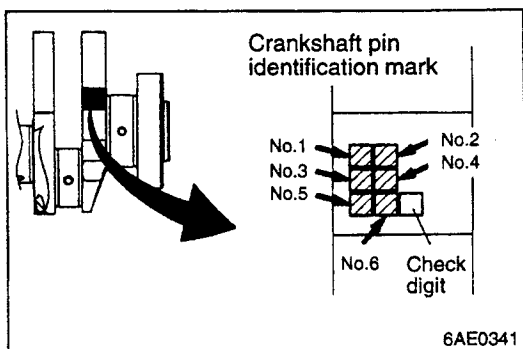 Crankshaft pin
identification mark
No.1
No.2
No.3
No.4
No.5
No.6
Check
digit
6AE0341